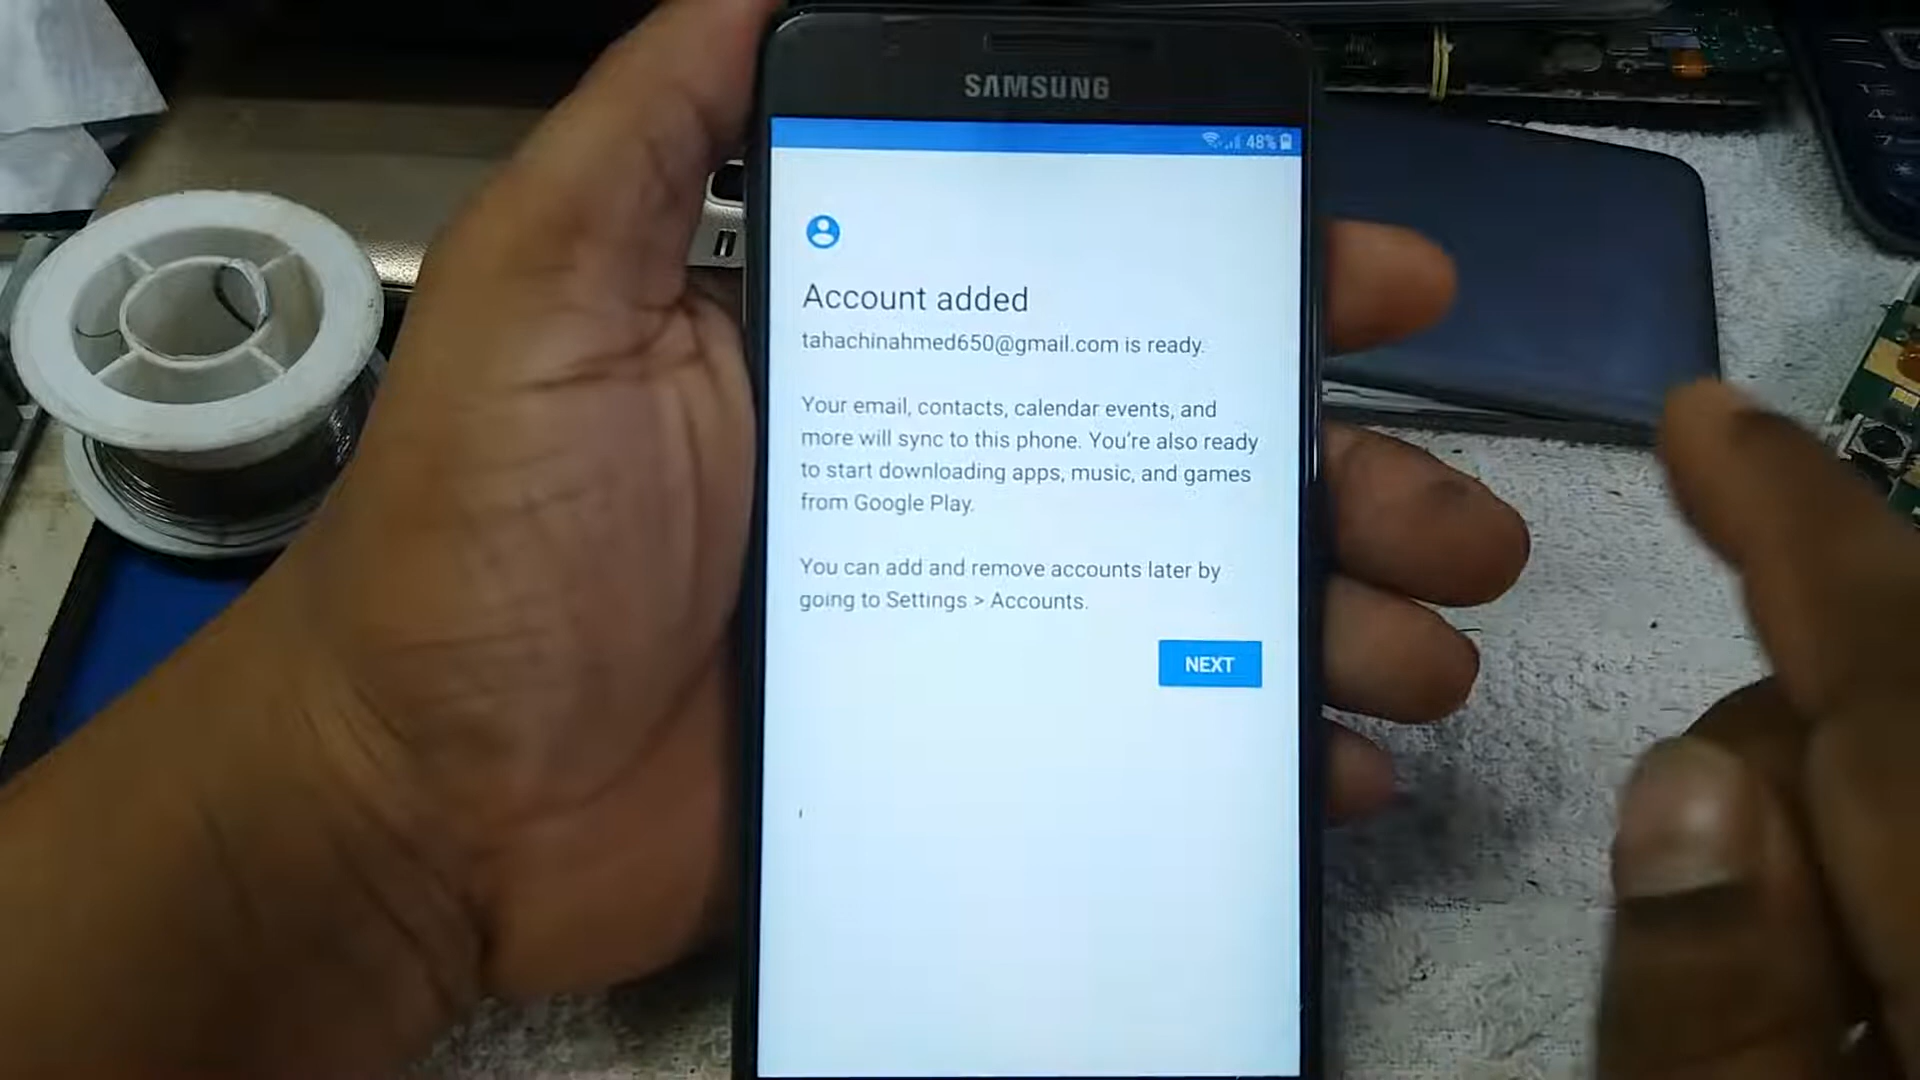 SAMSUNG
48%
Account added
tahachinahmed650@gmail.com is ready.
Your email, contacts, calendar events, and
more will sync to this phone. You're also ready
to start downloading apps, music, and games
from Google Play.
You can add and remove accounts later by
going to Settings > Accounts.
NEXT